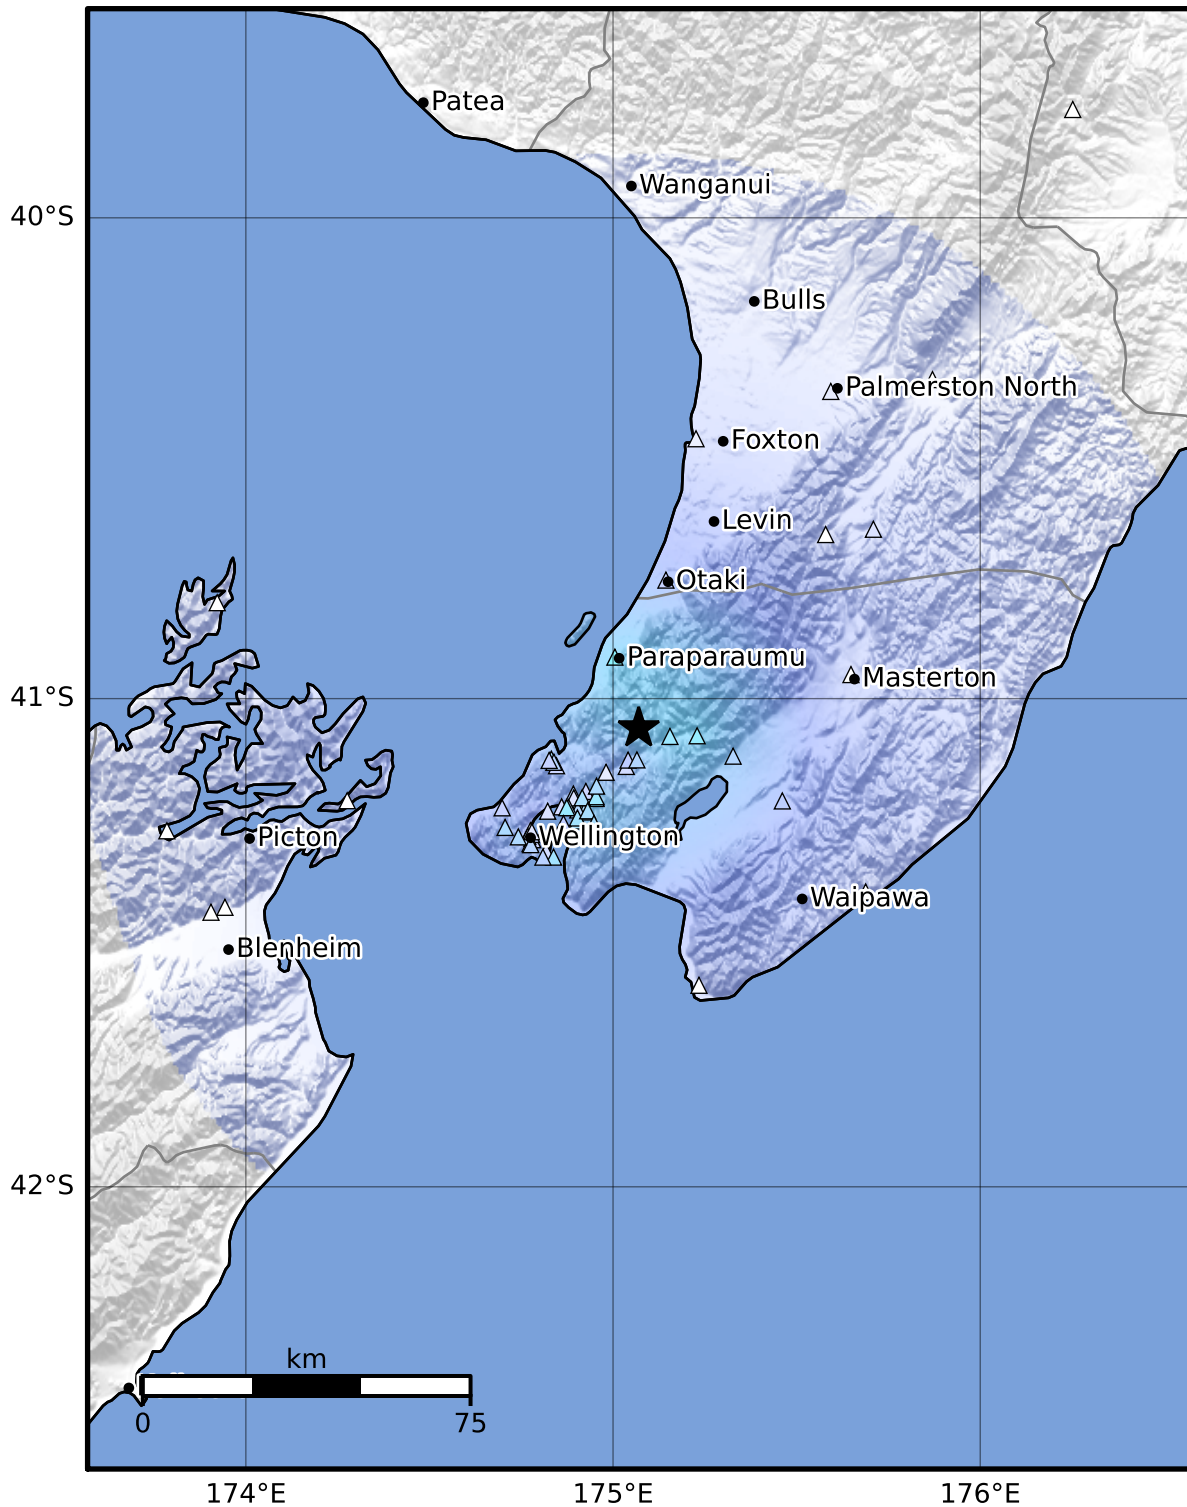 Patea
Wanganui
40°S
Bulls
Palmerston North
Foxton
Levin
Otaki
Paraparaumu
Masterton
41°S
Picton
Wellington
Waipawa
Blenheim
42°S
km
0
75
174°E
175°E
176°E